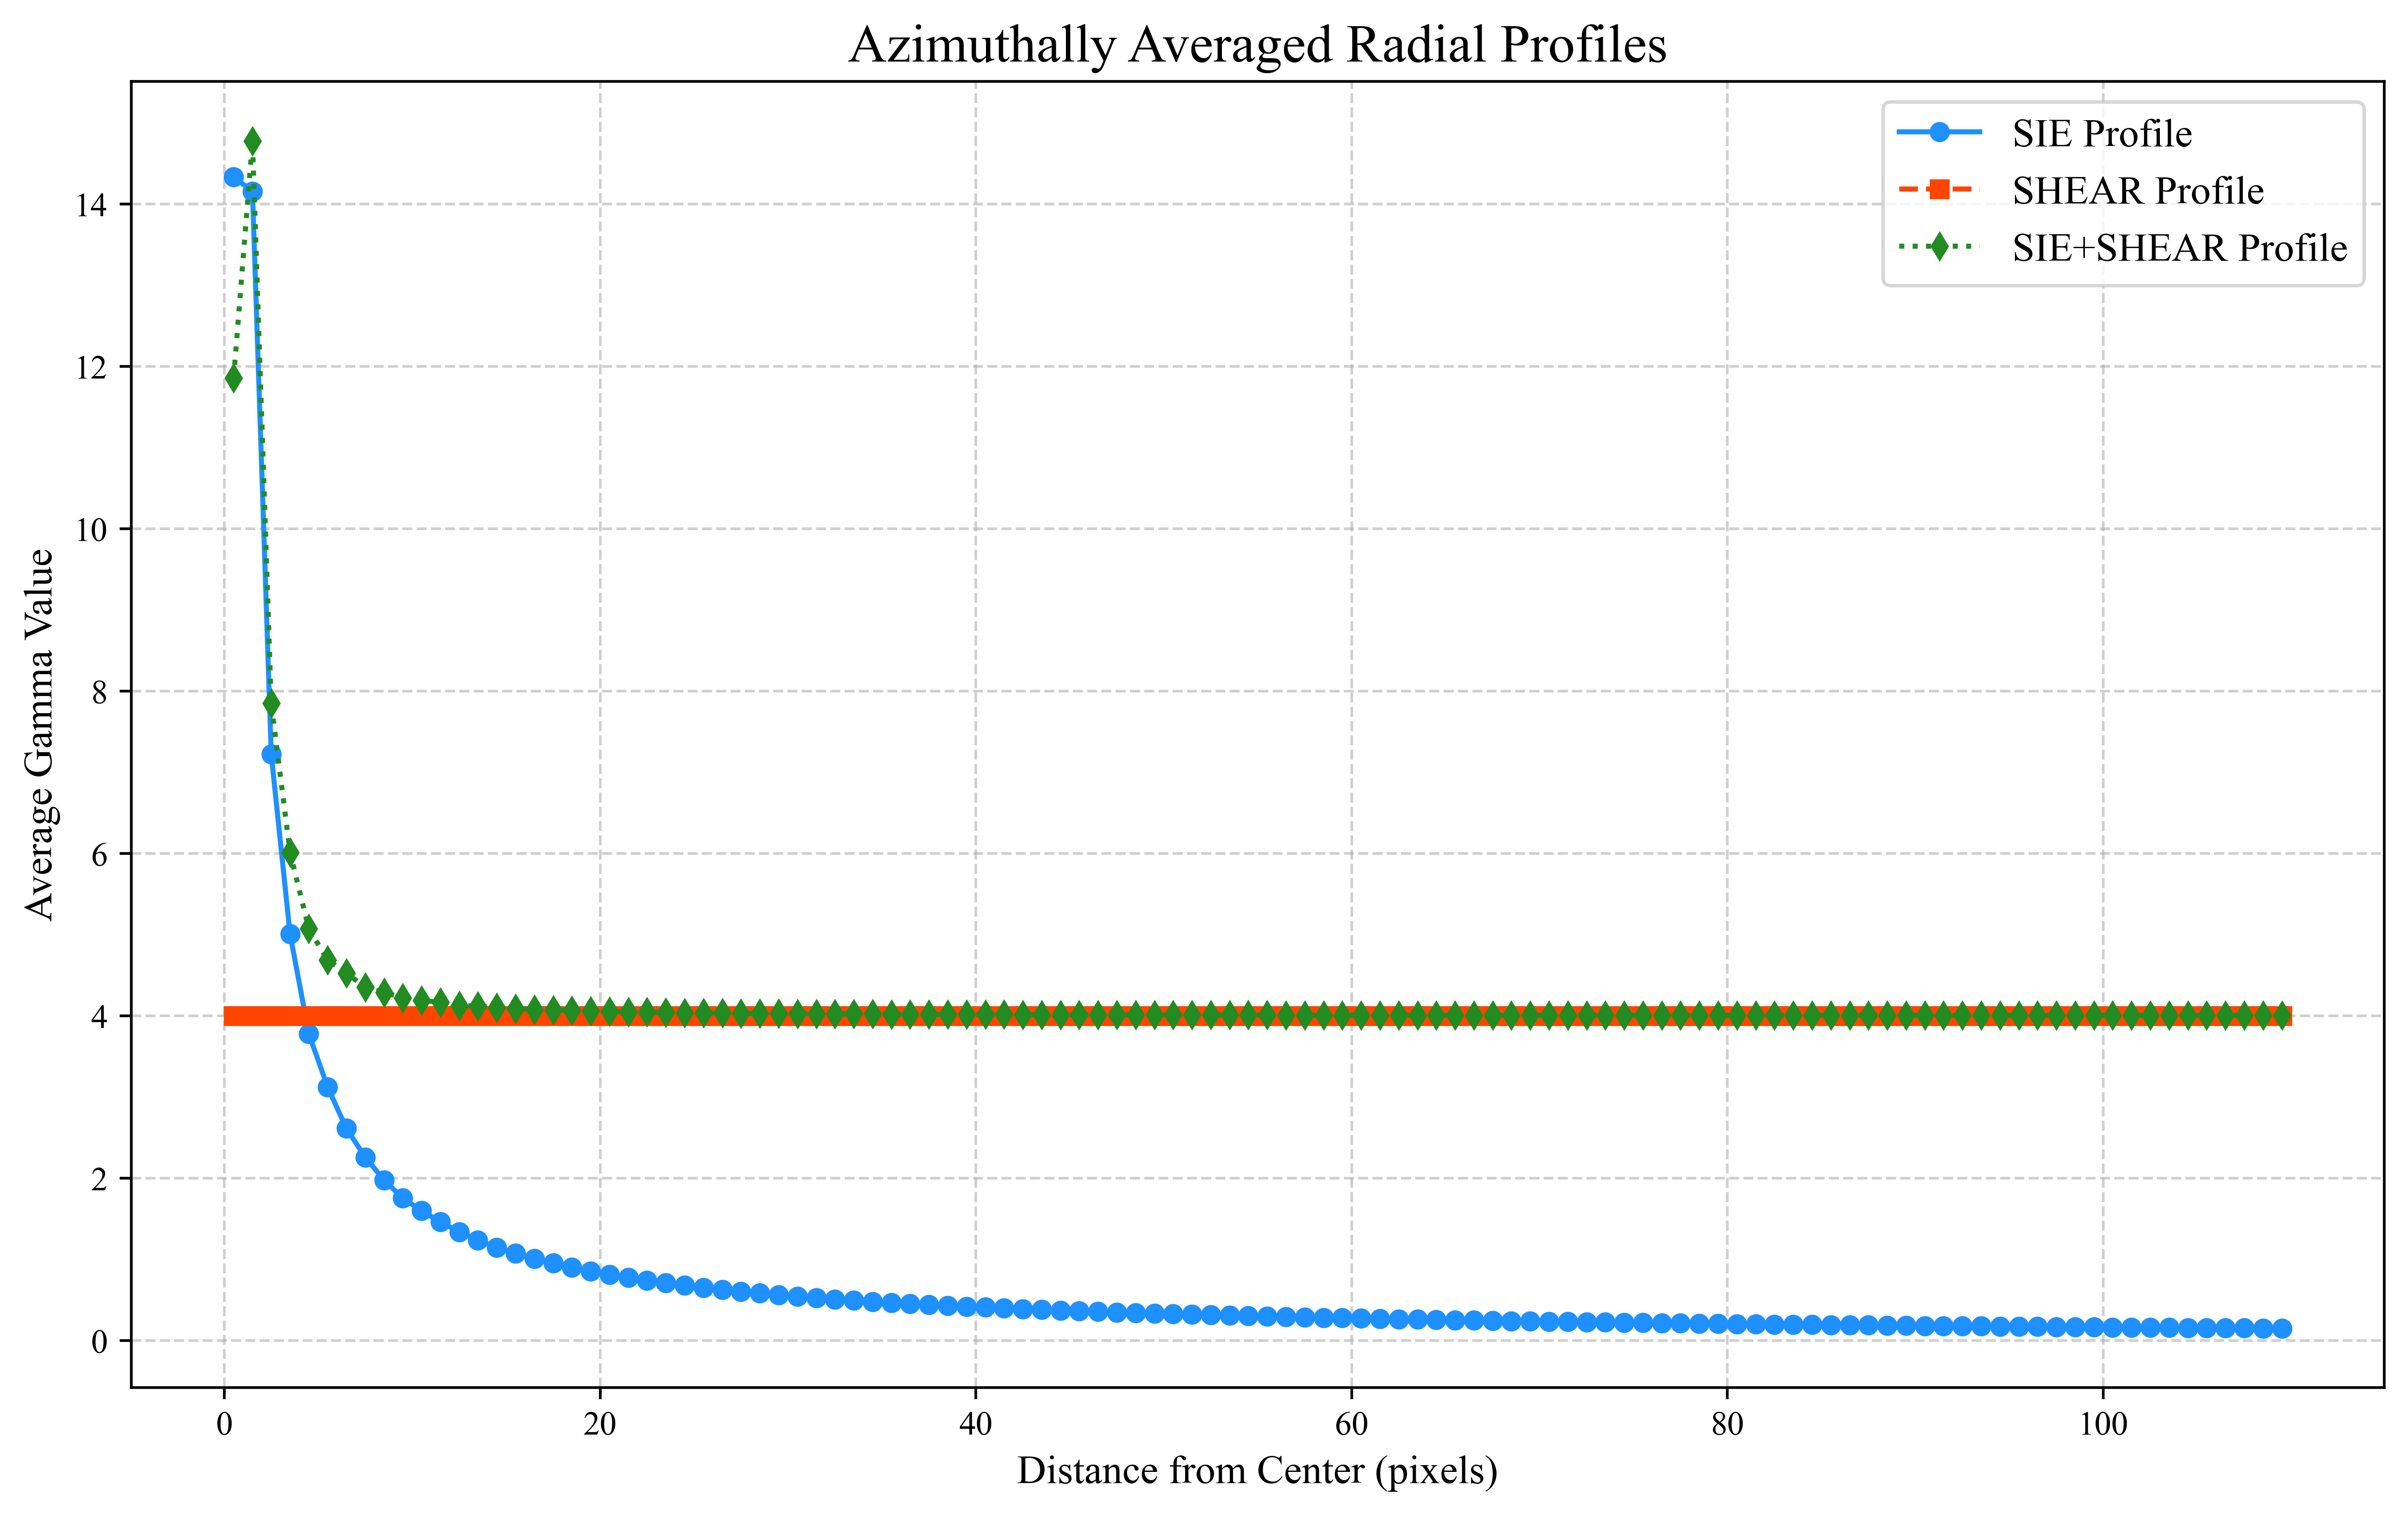 Azimuthally Averaged Radial Profiles
SIE Profile
SHEAR Profile
SIE+SHEAR Profile
Average Gamma Value
14
12
10
8
6
4
2
0
0 20 40 60 80 100
Distance from Center (pixels)